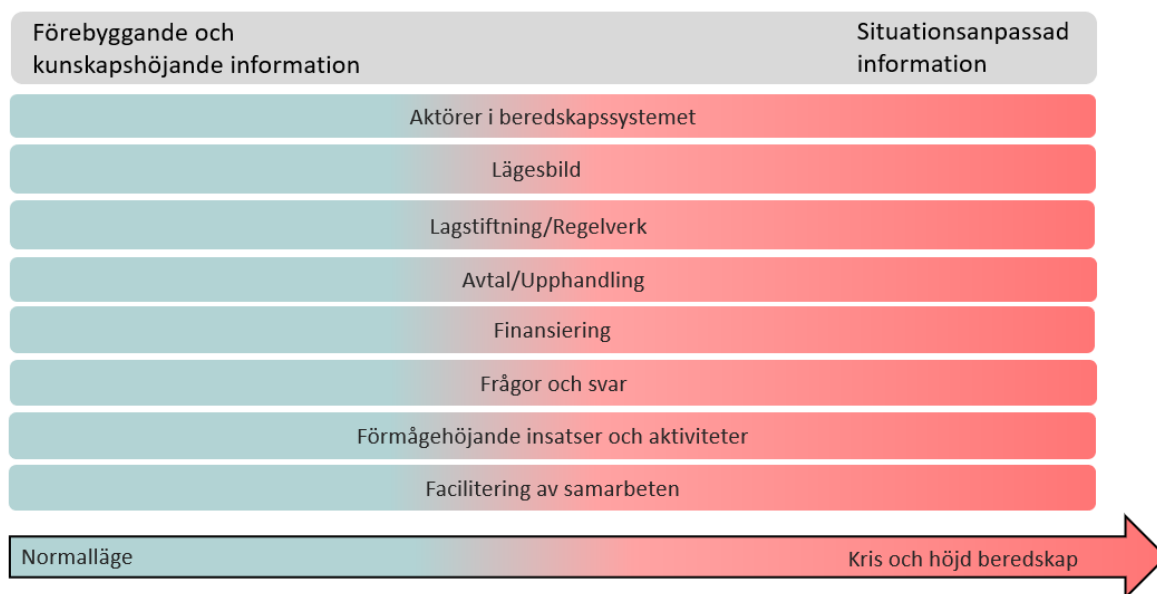 Förebyggande och
kunskapshöjande information
Situationsanpassad
information
Aktörer i beredskapssystemet
Lägesbild
Lagstiftning/Regelverk
Avtal/Upphandling
Finansiering
Frågor och svar
Förmågehöjande insatser och aktiviteter
Facilitering av samarbeten
Normalläge
Kris och höjd beredskap